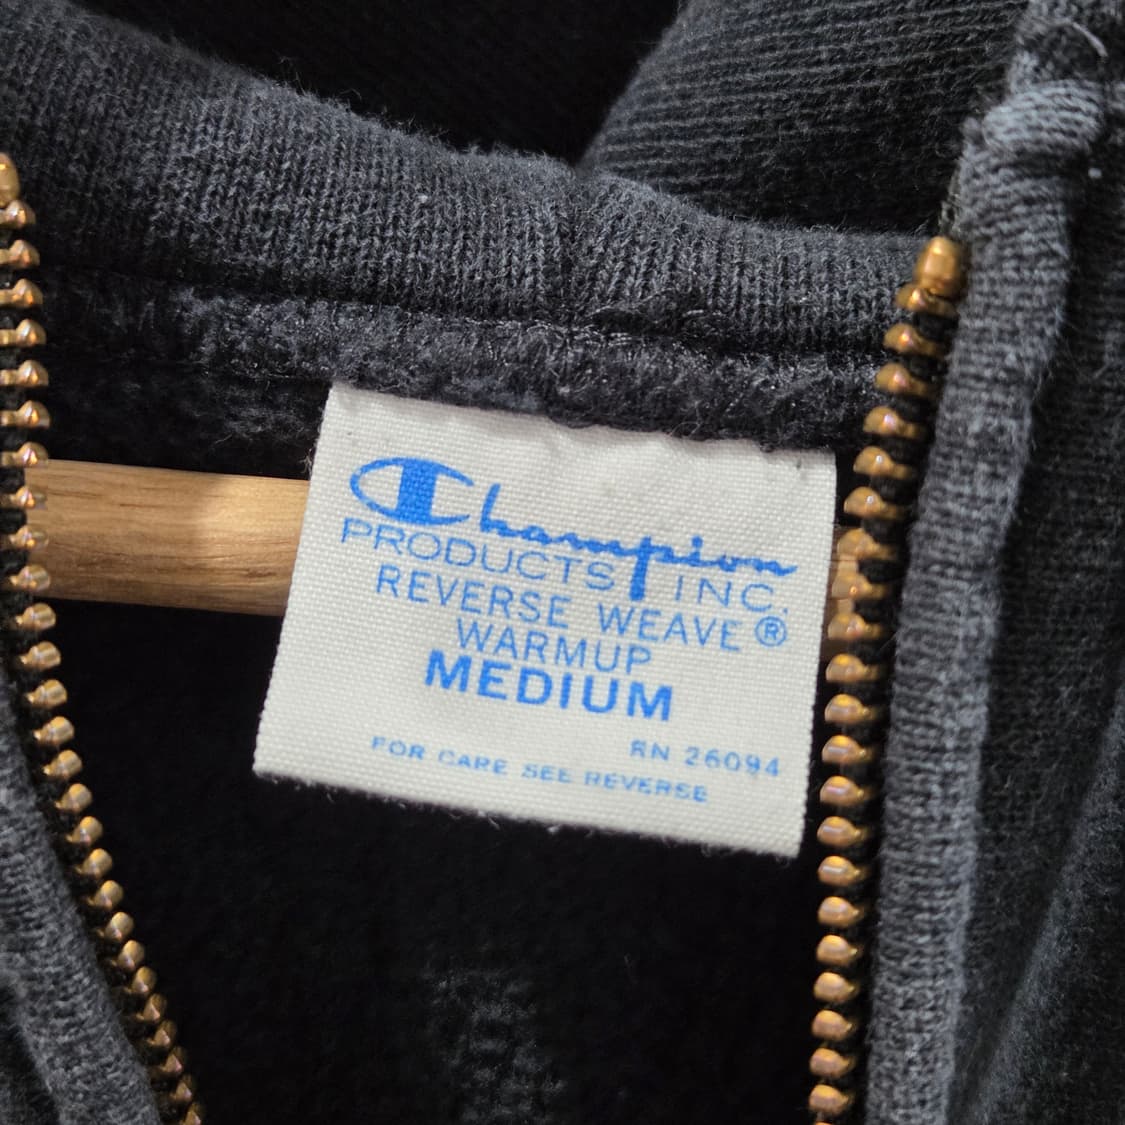 Champion
PRODUCTS INC.
REVERSE WEAVE®
WARMUP
MEDIUM
RN 26094
FOR CARE SEE REVERSE